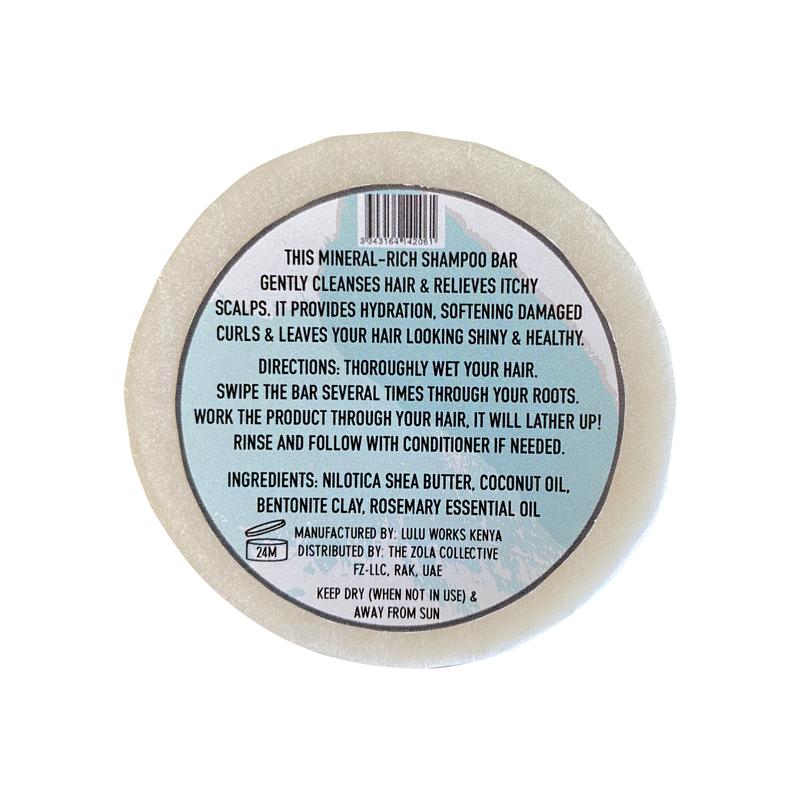 3 643164 142061
THIS MINERAL-RICH SHAMPOO BAR
GENTLY CLEANSES HAIR & RELIEVES ITCHY
SCALPS. IT PROVIDES HYDRATION, SOFTENING DAMAGED
CURLS & LEAVES YOUR HAIR LOOKING SHINY & HEALTHY.
DIRECTIONS: THOROUGHLY WET YOUR HAIR.
SWIPE THE BAR SEVERAL TIMES THROUGH YOUR ROOTS.
WORK THE PRODUCT THROUGH YOUR HAIR, IT WILL LATHER UP!
RINSE AND FOLLOW WITH CONDITIONER IF NEEDED.
INGREDIENTS: NILOTICA SHEA BUTTER, COCONUT OIL,
BENTONITE CLAY, ROSEMARY ESSENTIAL OIL
24M
MANUFACTURED BY: LULU WORKS KENYA
DISTRIBUTED BY: THE ZOLA COLLECTIVE
FZ-LLC, RAK, UAE
KEEP DRY (WHEN NOT IN USE) &
AWAY FROM SUN